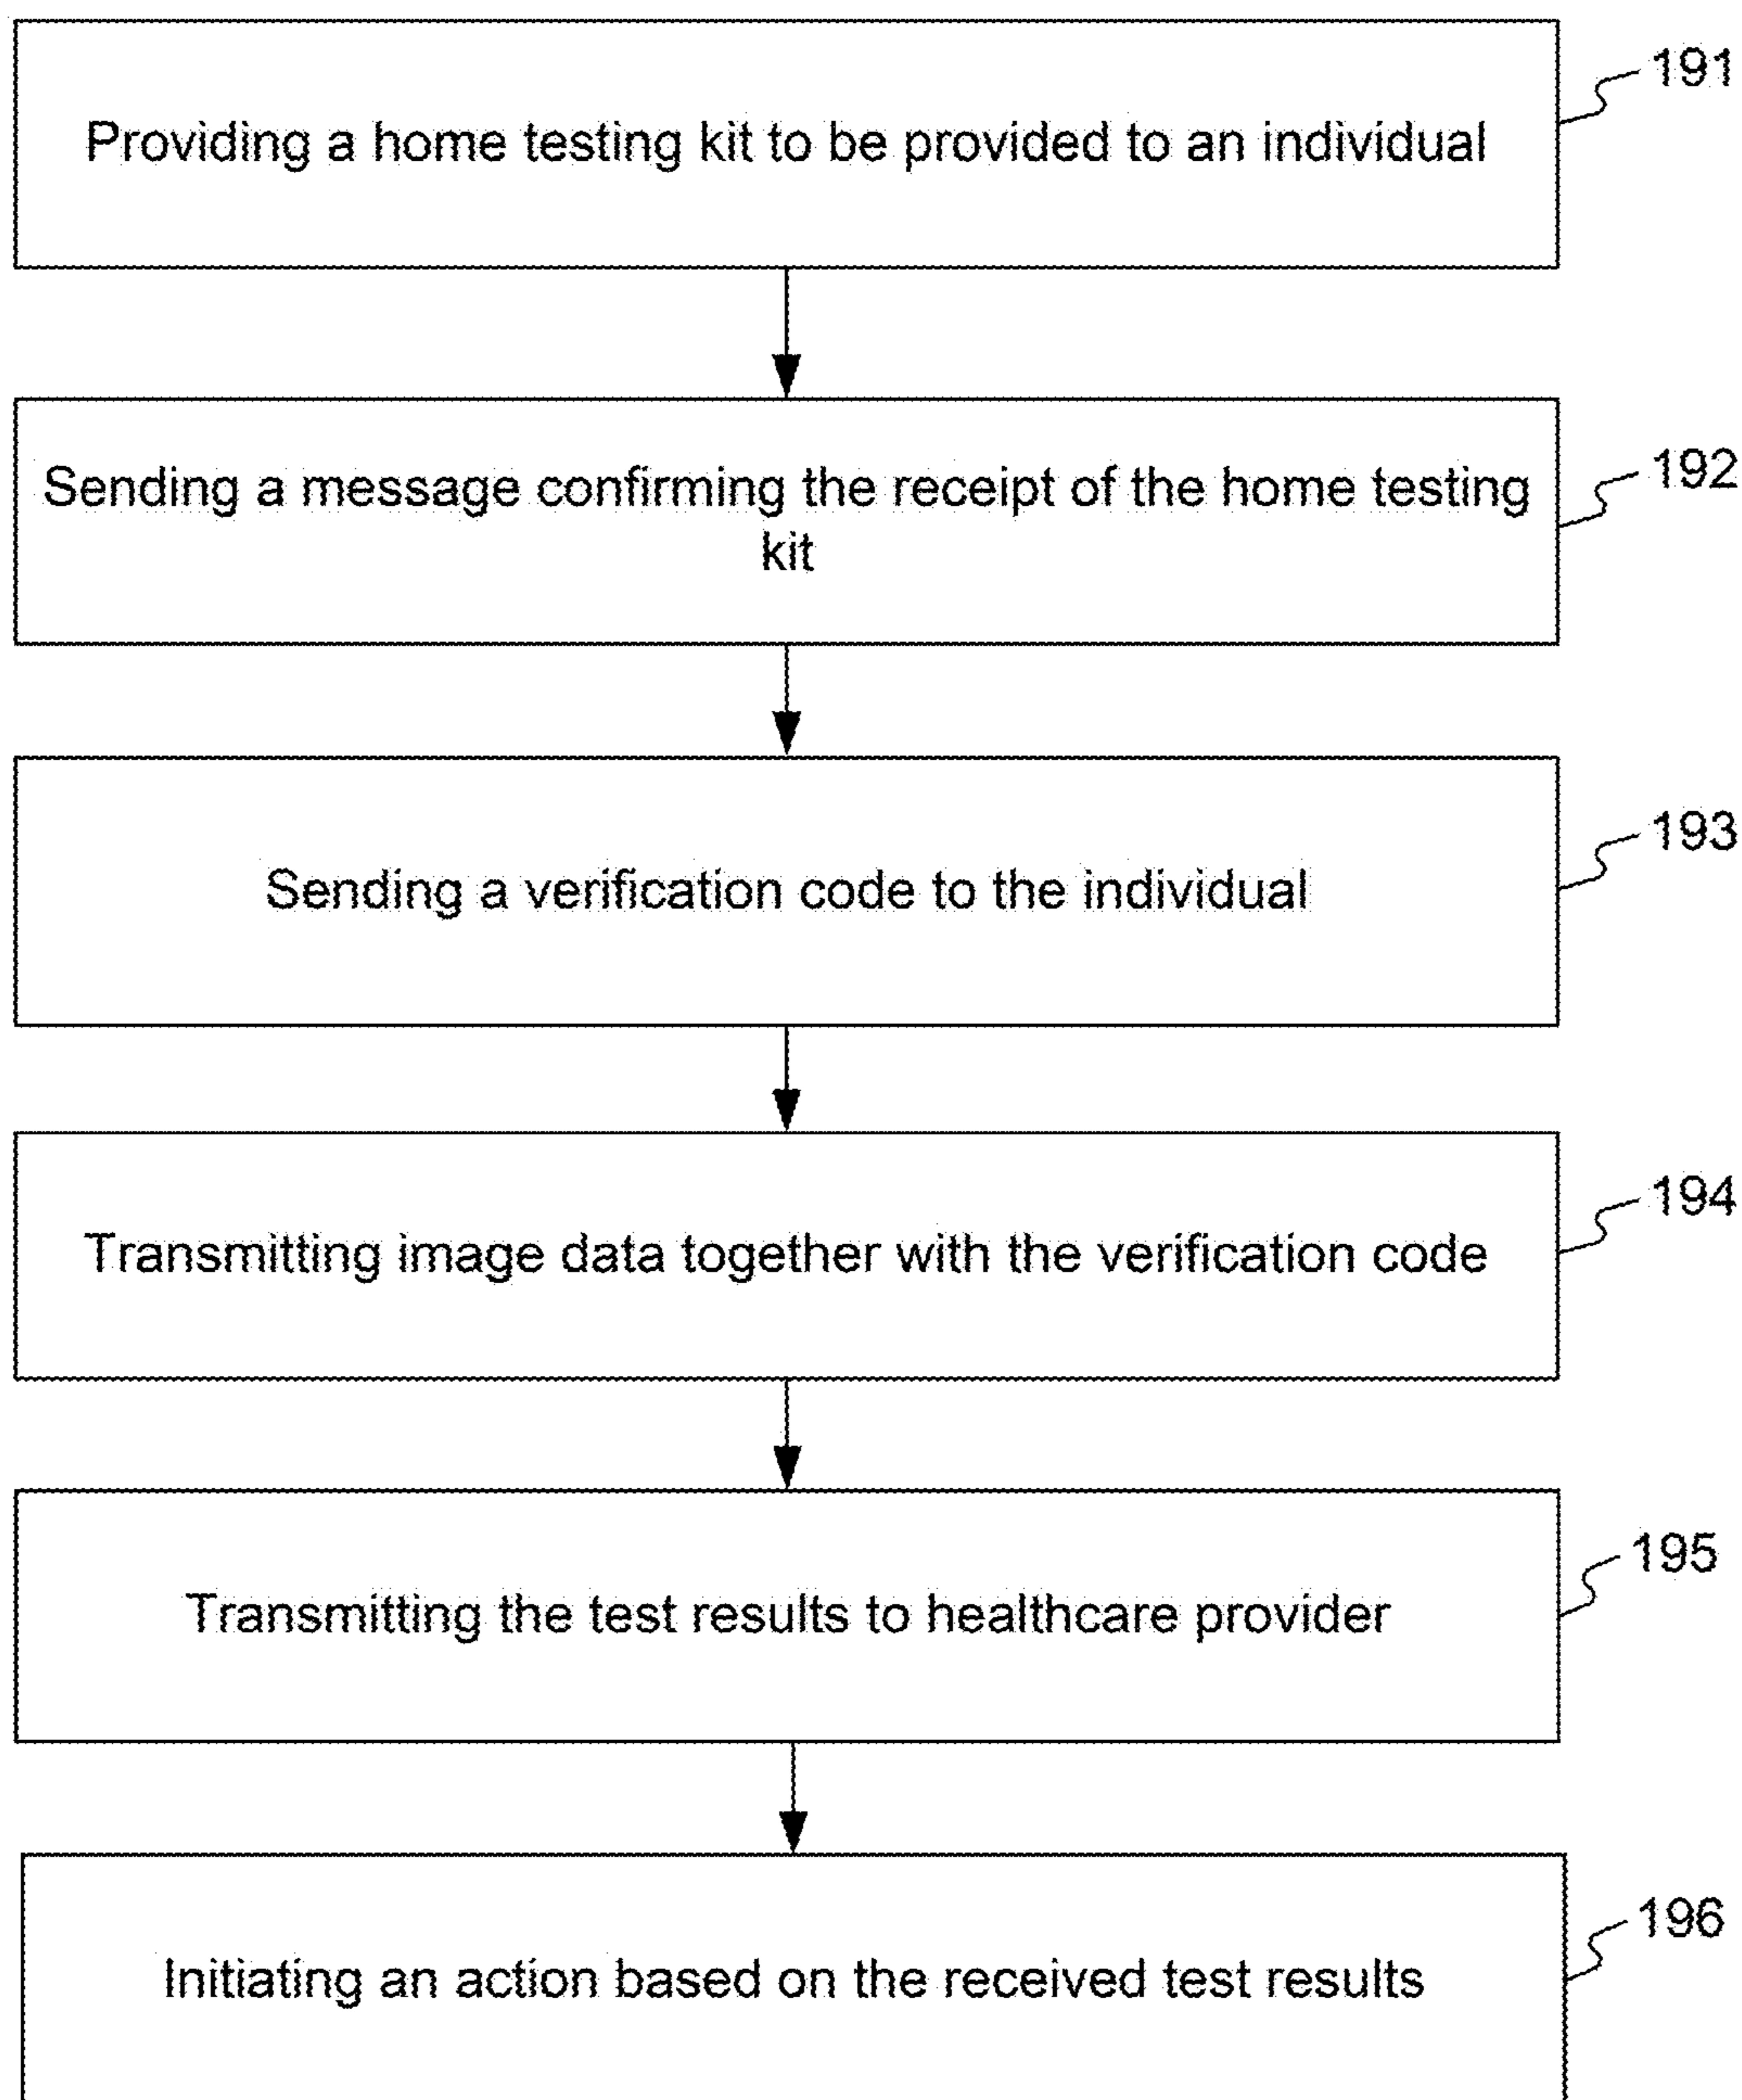 Providing a home testing kit to be provided to an individual
191
Sending a message confirming the receipt of the home testing
kit
192
Sending a verification code to the individual
193
Transmitting image data together with the verification code
194
Transmitting the test results to healthcare provider
195
Initiating an action based on the received test results
196